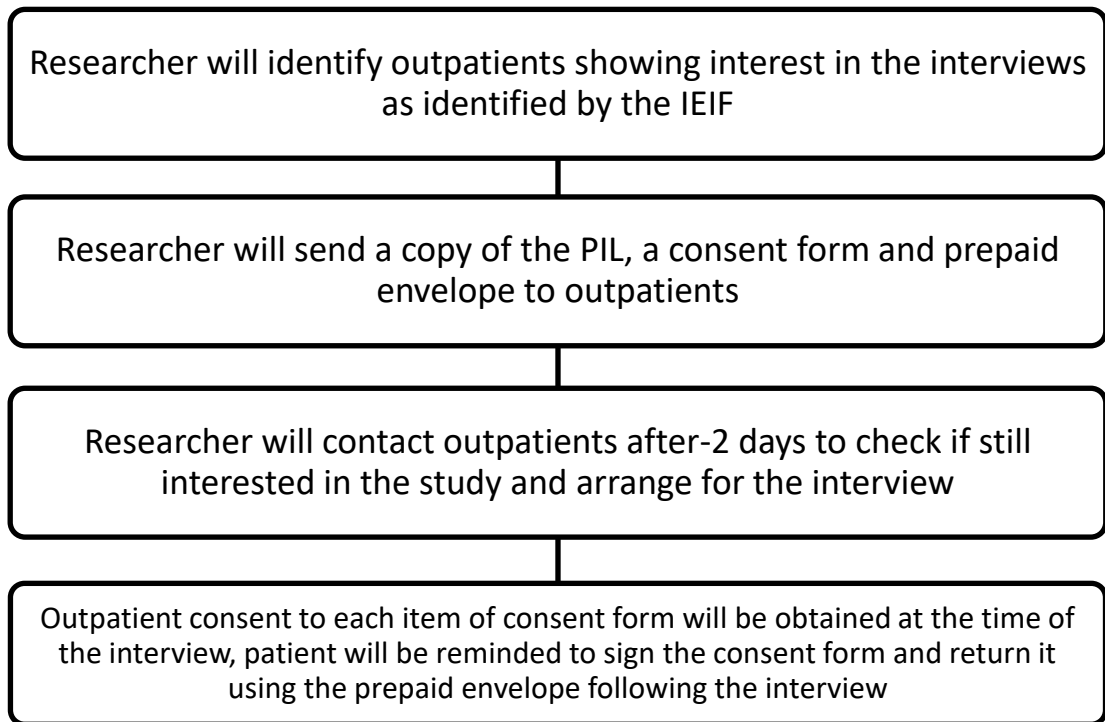 Researcher will identify outpatients showing interest in the interviews
as identified by the IEIF
Researcher will send a copy of the PIL, a consent form and prepaid
envelope to outpatients
Researcher will contact outpatients after-2 days to check if still
interested in the study and arrange for the interview
Outpatient consent to each item of consent form will be obtained at the time of
the interview, patient will be reminded to sign the consent form and return it
using the prepaid envelope following the interview